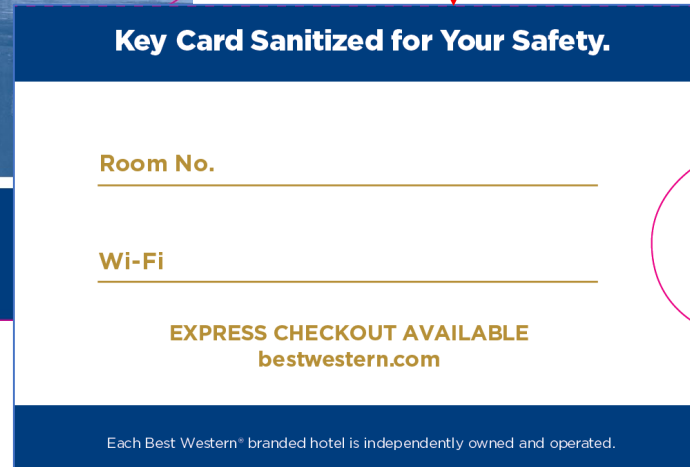 Key Card Sanitized for Your Safety.
Room No.
Wi-Fi
EXPRESS CHECKOUT AVAILABLE
bestwestern.com
Each Best Western® branded hotel is independently owned and operated.